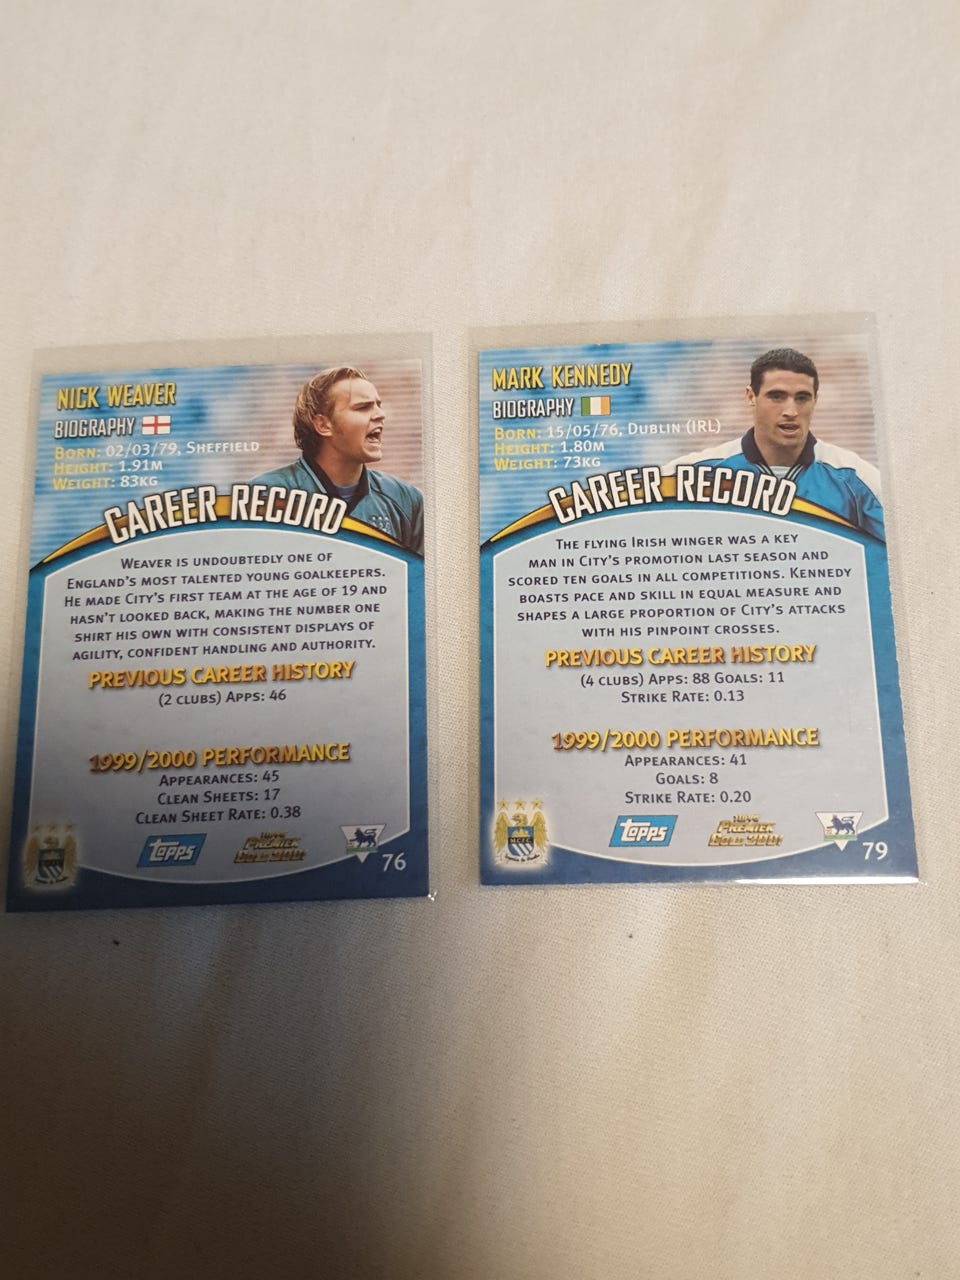 NICK WEAVER
BIOGRAPHY
BORN: 02/03/79, SHEFFIELD
HEIGHT: 1.91M
WEIGHT: 83KG
CAREER RECORD
WEAVER IS UNDOUBTEDLY ONE OF
ENGLAND'S MOST TALENTED YOUNG GOALKEEPERS.
HE MADE CITY'S FIRST TEAM AT THE AGE OF 19 AND
HASN'T LOOKED BACK, MAKING THE NUMBER ONE
SHIRT HIS OWN WITH CONSISTENT DISPLAYS OF
AGILITY, CONFIDENT HANDLING AND AUTHORITY.
PREVIOUS CAREER HISTORY
(2 CLUBS) APPS: 46
1999/2000 PERFORMANCE
APPEARANCES: 45
CLEAN SHEETS: 17
CLEAN SHEET RATE: 0.38
Topps
PREMIER
GOLD 2001
76
MARK KENNEDY
BIOGRAPHY
BORN: 15/05/76, DUBLIN (IRL)
HEIGHT: 1.80M
WEIGHT: 73KG
CAREER RECORD
THE FLYING IRISH WINGER WAS A KEY
MAN IN CITY'S PROMOTION LAST SEASON AND
SCORED TEN GOALS IN ALL COMPETITIONS. KENNEDY
BOASTS PACE AND SKILL IN EQUAL MEASURE AND
SHAPES A LARGE PROPORTION OF CITY'S ATTACKS
WITH HIS PINPOINT CROSSES.
PREVIOUS CAREER HISTORY
(4 CLUBS) APPS: 88 GOALS: 11
STRIKE RATE: 0.13
1999/2000 PERFORMANCE
APPEARANCES: 41
GOALS: 8
STRIKE RATE: 0.20
Topps
PREMIER
GOLD 2001
79